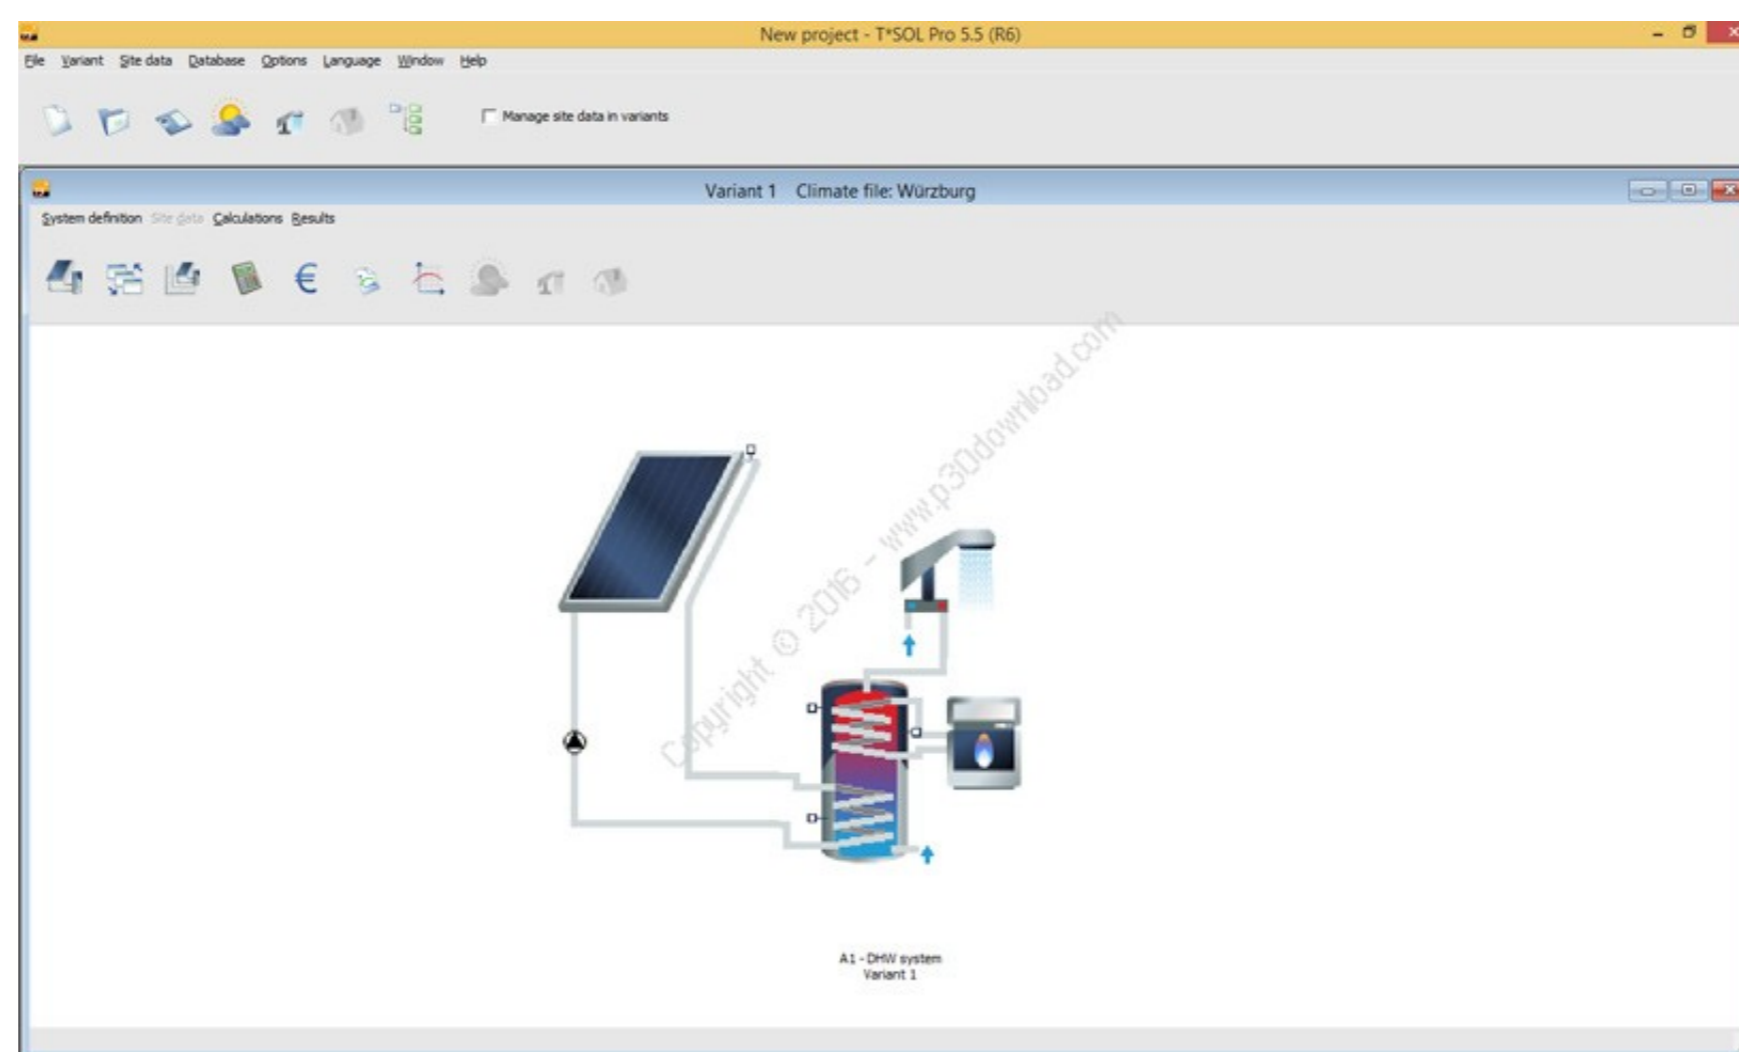 New project - T*SOL Pro 5.5 (R6)
File Variant Site data Database Options Language Window Help
Manage site data in variants
Variant 1 Climate file: Würzburg
System definition Site data Calculations Results
Copyright © 2016 - www.p30download.com
A1 - DHW system
Variant 1